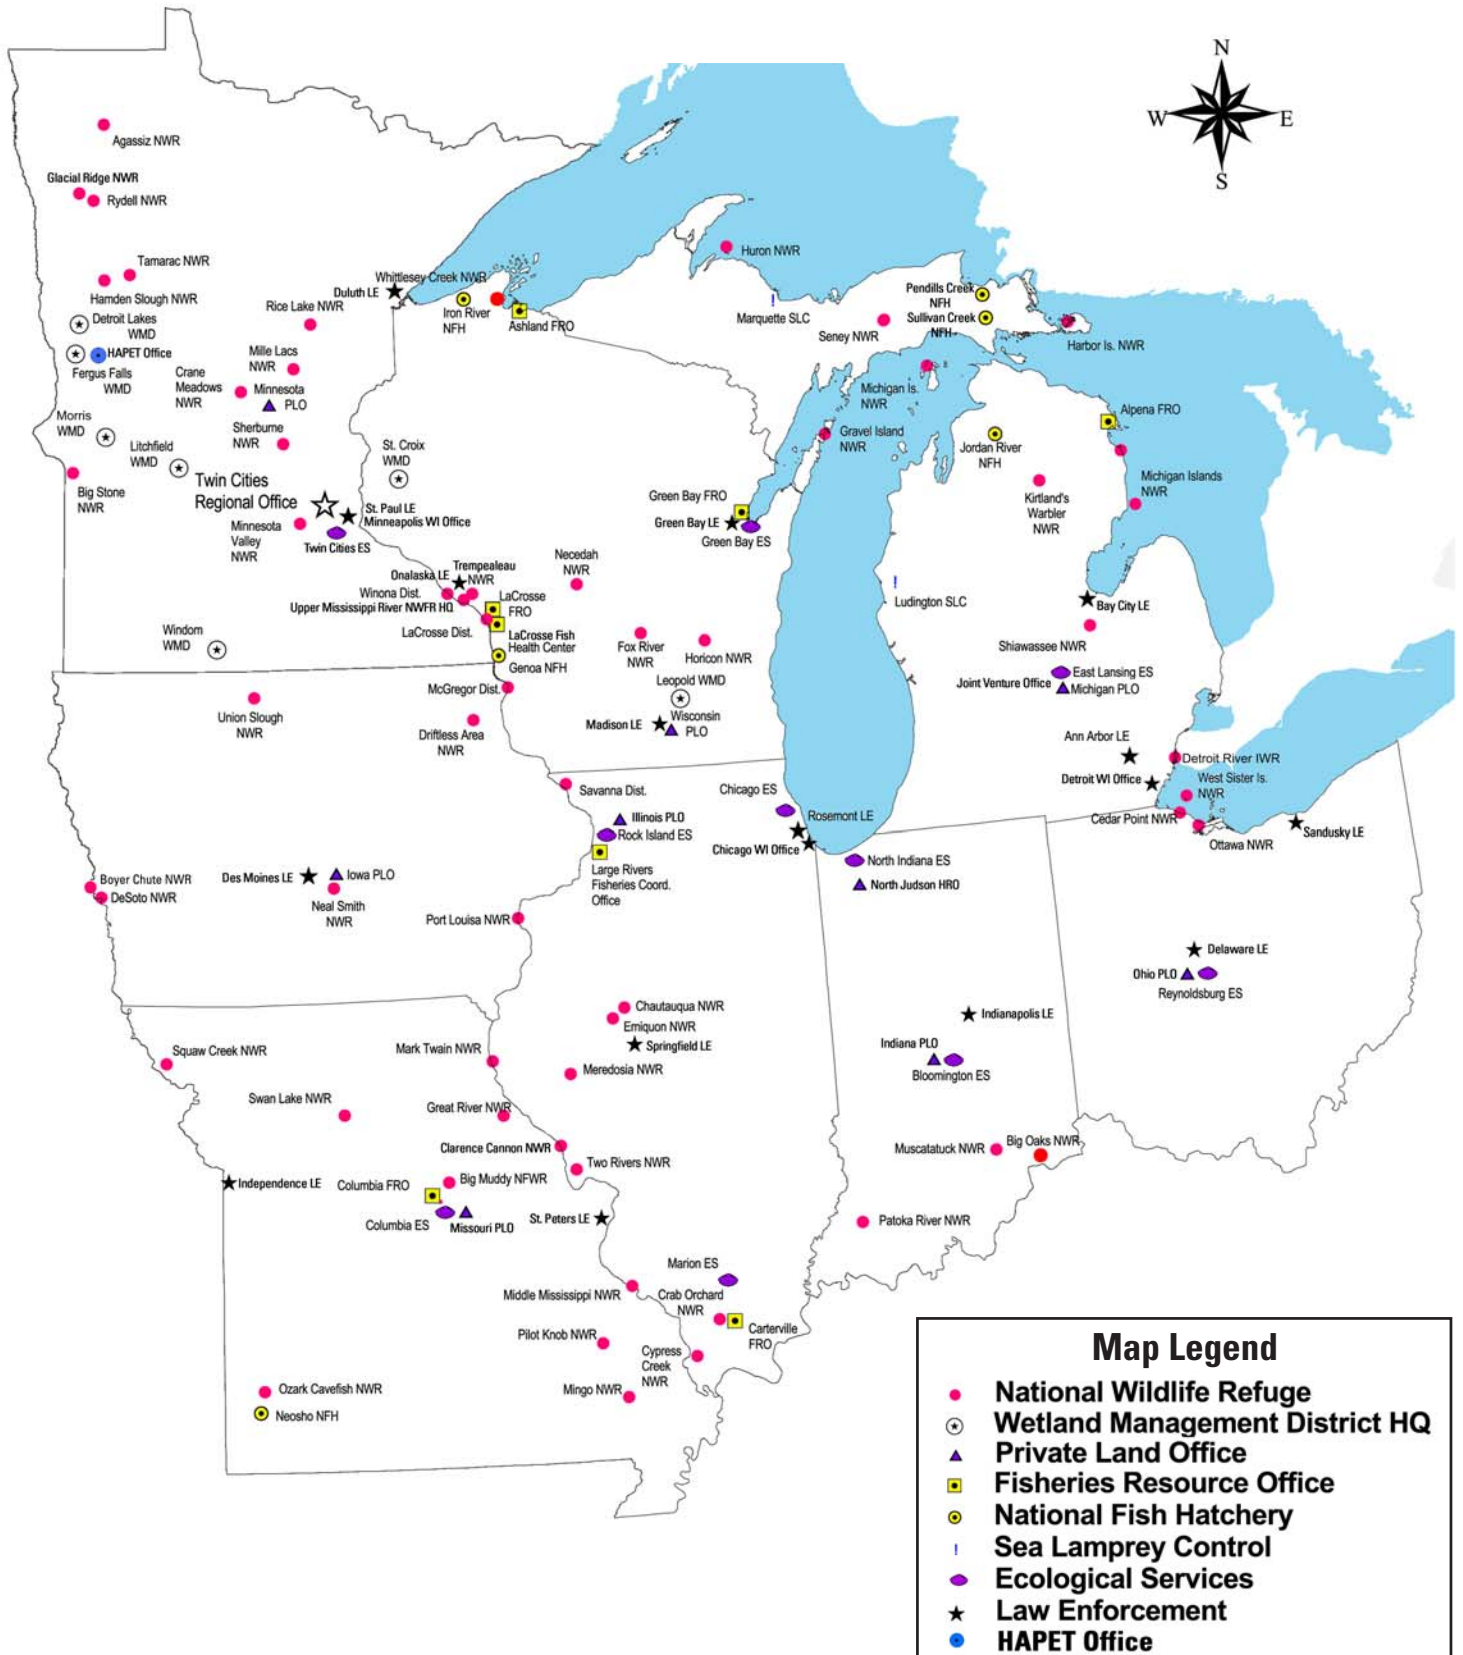 N
W
E
S
Agassiz NWR
Glacial Ridge NWR
Rydell NWR
Tamarac NWR
Hamden Slough NWR
Detroit Lakes
WMD
HAPET Office
Fergus Falls
WMD
Morris
WMD
Litchfield
WMD
Big Stone
NWR
Rice Lake NWR
Mille Lacs
NWR
Crane
Meadows
NWR
Minnesota
PLO
Sherburne
NWR
Twin Cities
Regional Office
St. Paul LE
Minneapolis WI Office
Minnesota
Valley
NWR
Twin Cities ES
Windom
WMD
Duluth LE
Whittlesey Creek NWR
Iron River
NFH
Ashland FRO
St. Croix
WMD
Huron NWR
Marquette SLC
Seney NWR
Pendills Creek
NFH
Sullivan Creek
NFH
Harbor Is. NWR
Michigan Is.
NWR
Gravel Island
NWR
Jordan River
NFH
Alpena FRO
Michigan Islands
NWR
Kirtland's
Warbler
NWR
Green Bay FRO
Green Bay LE
Green Bay ES
Necedah
NWR
Onalaska LE
Trempealeau
NWR
Winona Dist.
Upper Mississippi River NWFR HQ
LaCrosse
FRO
LaCrosse Dist.
LaCrosse Fish
Health Center
Genoa NFH
McGregor Dist.
Fox River
NWR
Horicon NWR
Leopold WMD
Madison LE
Wisconsin
PLO
Ludington SLC
Bay City LE
Shiawassee NWR
East Lansing ES
Joint Venture Office
Michigan PLO
Ann Arbor LE
Detroit River IWR
Detroit WI Office
West Sister Is.
NWR
Cedar Point NWR
Ottawa NWR
Sandusky LE
Union Slough
NWR
Driftless Area
NWR
Savanna Dist.
Illinois PLO
Rock Island ES
Large Rivers
Fisheries Coord.
Office
Chicago ES
Rosemont LE
Chicago WI Office
North Indiana ES
North Judson HRO
Boyer Chute NWR
DeSoto NWR
Des Moines LE
Iowa PLO
Neal Smith
NWR
Port Louisa NWR
Delaware LE
Ohio PLO
Reynoldsburg ES
Chautauqua NWR
Emiquon NWR
Springfield LE
Meredosia NWR
Indianapolis LE
Indiana PLO
Bloomington ES
Squaw Creek NWR
Mark Twain NWR
Swan Lake NWR
Great River NWR
Clarence Cannon NWR
Two Rivers NWR
Muscatatuck NWR
Big Oaks NWR
Independence LE
Columbia FRO
Big Muddy NFWR
Columbia ES
Missouri PLO
St. Peters LE
Patoka River NWR
Marion ES
Middle Mississippi NWR
Crab Orchard
NWR
Carterville
FRO
Pilot Knob NWR
Cypress
Creek
NWR
Mingo NWR
Ozark Cavefish NWR
Neosho NFH
Map Legend
National Wildlife Refuge
Wetland Management District HQ
Private Land Office
Fisheries Resource Office
National Fish Hatchery
! Sea Lamprey Control
Ecological Services
Law Enforcement
HAPET Office